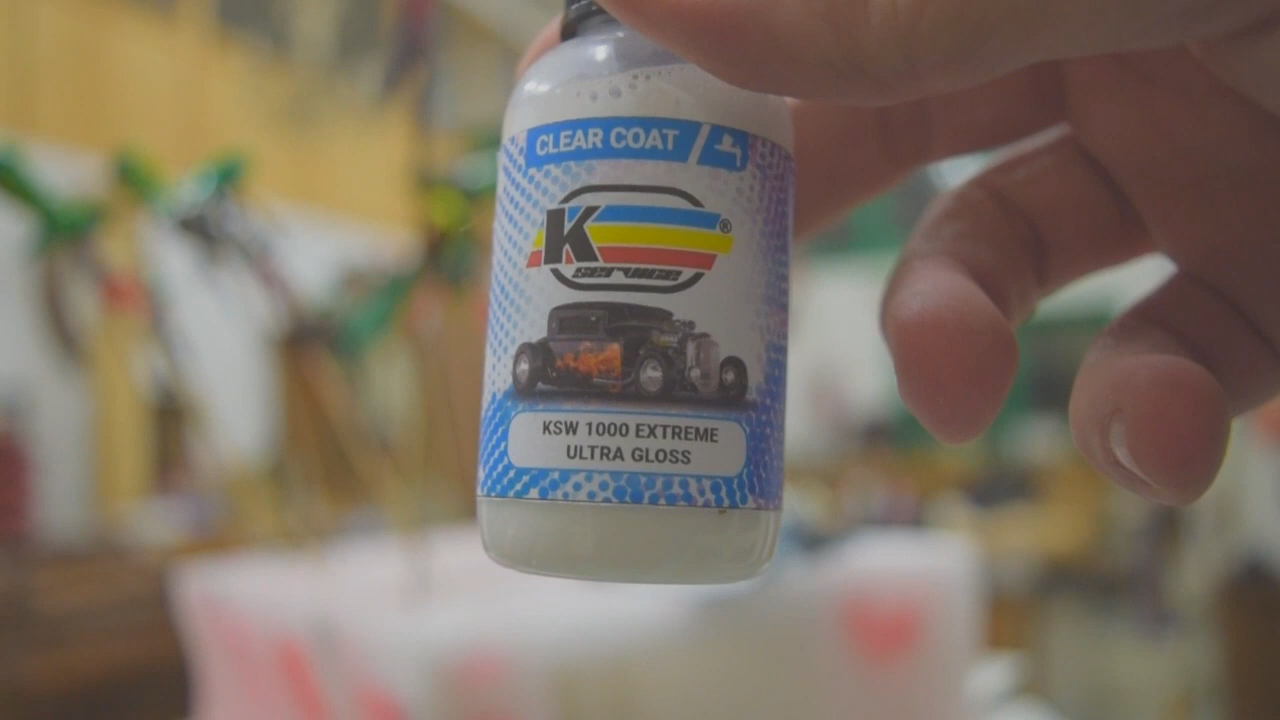 CLEAR COAT
K ®
SERVICE
KSW 1000 EXTREME
ULTRA GLOSS